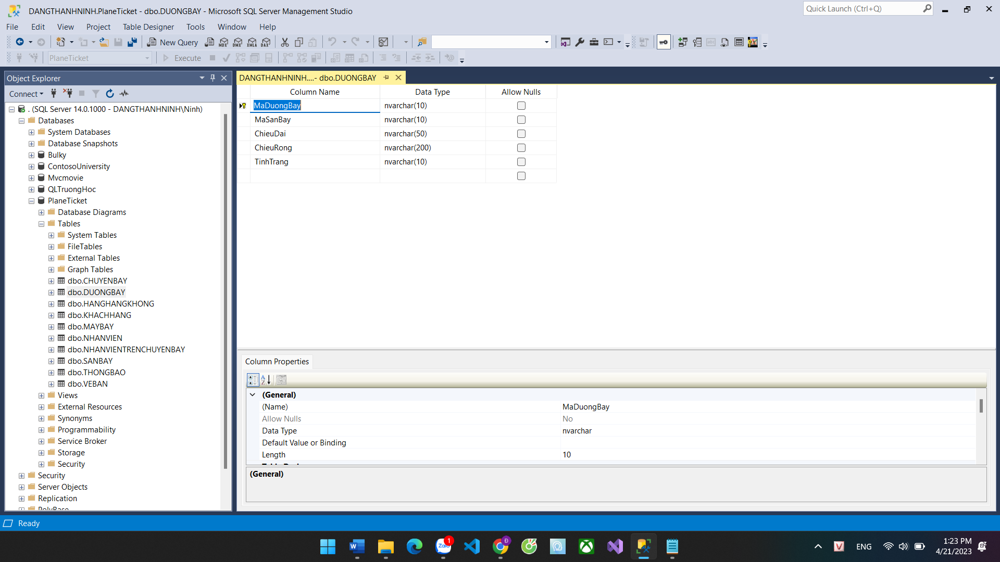 DANGTHANHNINH.PlaneTicket - dbo.DUONGBAY - Microsoft SQL Server Management Studio
Quick Launch (Ctrl+Q)
File Edit View Project Table Designer Tools Window Help
New Query MDX DMX XMLA DAX
PlaneTicket Execute
Object Explorer
Connect
. (SQL Server 14.0.1000 - DANGTHANHNINH\Ninh)
Databases
System Databases
Database Snapshots
Bulky
ContosoUniversity
Mvcmovie
QLTruongHoc
PlaneTicket
Database Diagrams
Tables
System Tables
FileTables
External Tables
Graph Tables
dbo.CHUYENBAY
dbo.DUONGBAY
dbo.HANGHANGKHONG
dbo.KHACHHANG
dbo.MAYBAY
dbo.NHANVIEN
dbo.NHANVIENTRENCHUYENBAY
dbo.SANBAY
dbo.THONGBAO
dbo.VEBAN
Views
External Resources
Synonyms
Programmability
Service Broker
Storage
Security
Security
Server Objects
Replication
PolyBase
DANGTHANHNINH....- dbo.DUONGBAY
Column Name Data Type Allow Nulls
MaDuongBay nvarchar(10)
MaSanBay nvarchar(10)
ChieuDai nvarchar(50)
ChieuRong nvarchar(200)
TinhTrang nvarchar(10)
Column Properties
(General)
(Name) MaDuongBay
Allow Nulls No
Data Type nvarchar
Default Value or Binding
Length 10
(General)
Ready
Zalo 1
Đ
V ENG
1:23 PM
4/21/2023